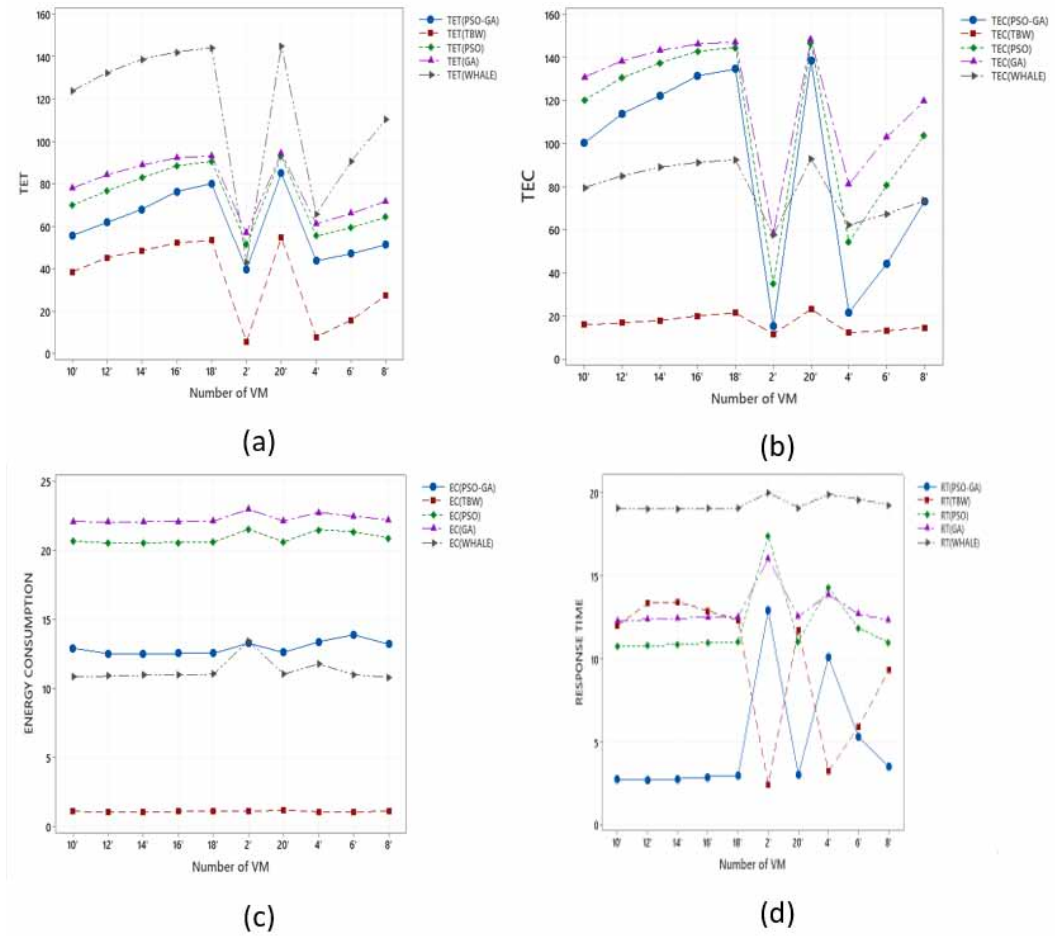 160
140
120
100
80
60
40
20
0
TET
10' 12' 14' 16' 18' 2' 20' 4' 6' 8'
Number of VM
TET(PSO-GA)
TET(TBW)
TET(PSO)
TET(GA)
TET(WHALE)
(a)
160
140
120
100
80
60
40
20
0
TEC
10' 12' 14' 16' 18' 2' 20' 4' 6' 8'
Number of VM
TEC(PSO-GA)
TEC(TBW)
TEC(PSO)
TEC(GA)
TEC(WHALE)
(b)
25
20
15
10
5
0
ENERGY CONSUMPTION
10' 12' 14' 16' 18' 2' 20' 4' 6' 8'
Number of VM
EC(PSO-GA)
EC(TBW)
EC(PSO)
EC(GA)
EC(WHALE)
(c)
20
15
10
5
0
RESPONSE TIME
10' 12' 14' 16' 18' 2' 20' 4' 6' 8'
Number of VM
RT(PSO-GA)
RT(TBW)
RT(PSO)
RT(GA)
RT(WHALE)
(d)